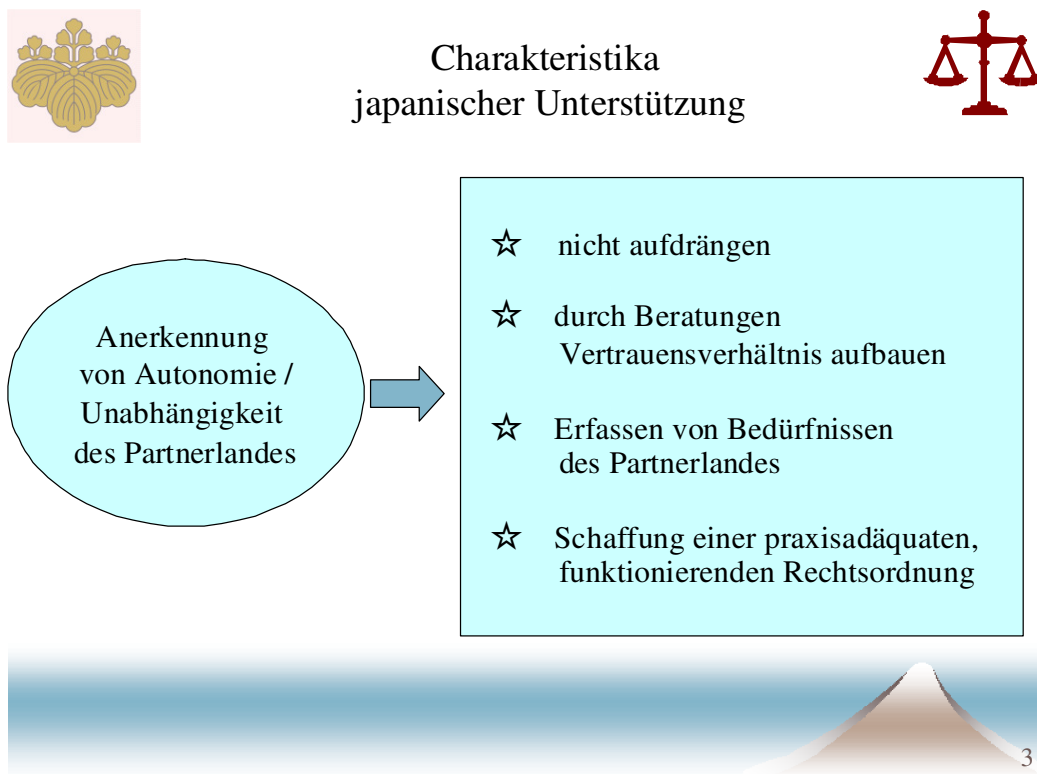 Charakteristika
japanischer Unterstützung
Anerkennung
von Autonomie /
Unabhängigkeit
des Partnerlandes
☆ nicht aufdrängen
☆ durch Beratungen
Vertrauensverhältnis aufbauen
☆ Erfassen von Bedürfnissen
des Partnerlandes
☆ Schaffung einer praxisadäquaten,
funktionierenden Rechtsordnung
3